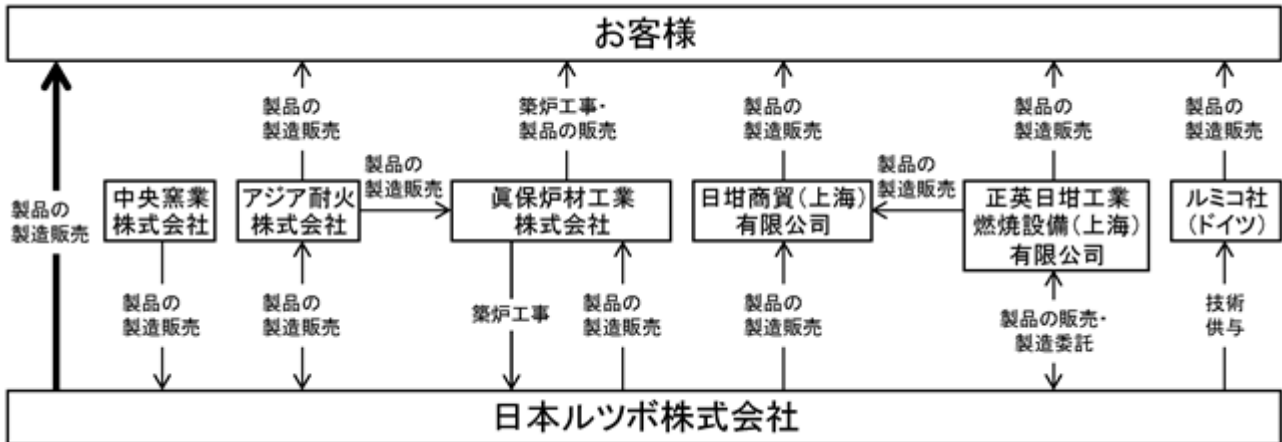 お客様
製品の
製造販売
製品の
製造販売
築炉工事・
製品の販売
製品の
製造販売
製品の
製造販売
製品の
製造販売
中央窯業
株式会社
アジア耐火
株式会社
製品の
製造販売
眞保炉材工業
株式会社
日坩商貿(上海)
有限公司
製品の
製造販売
正英日坩工業
燃焼設備(上海)
有限公司
ルミコ社
(ドイツ)
製品の
製造販売
製品の
製造販売
築炉工事
製品の
製造販売
製品の
製造販売
製品の販売・
製造委託
技術
供与
日本ルツボ株式会社